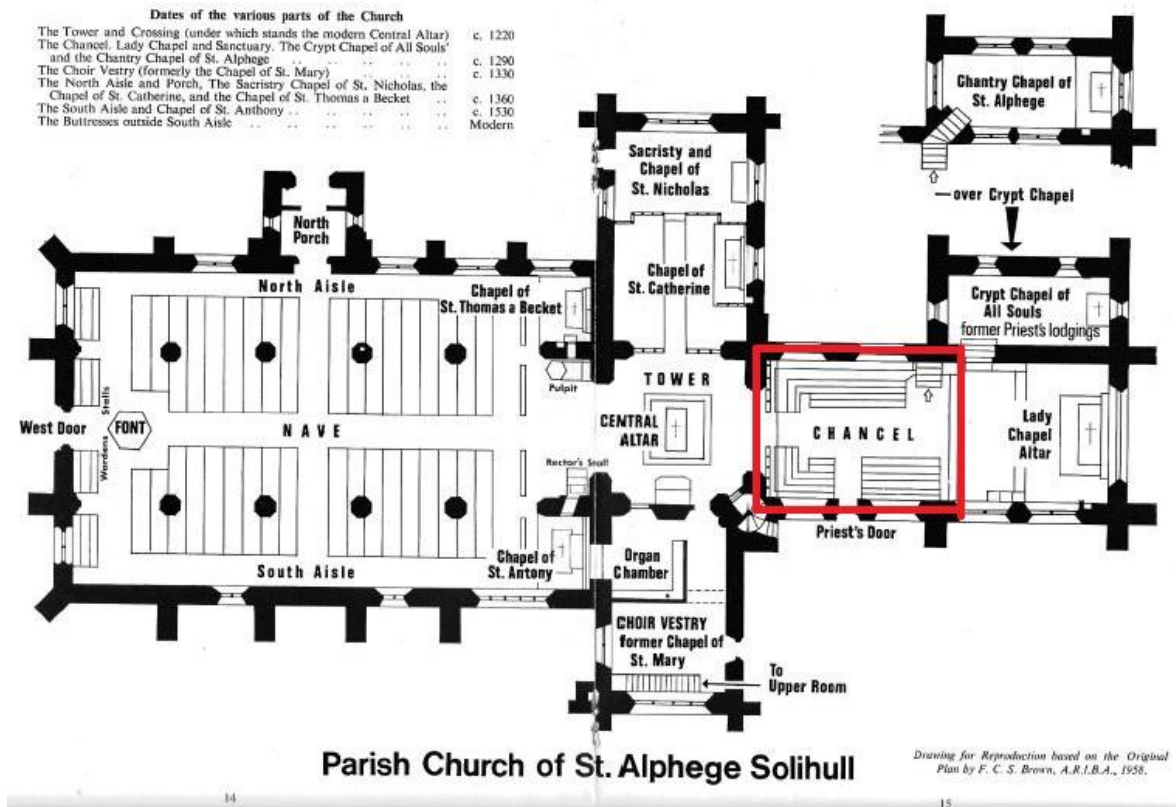 Dates of the various parts of the Church
The Tower and Crossing (under which stands the modern Central Altar) c. 1220
The Chancel, Lady Chapel and Sanctuary. The Crypt Chapel of All Souls'
and the Chantry Chapel of St. Alphege .. .. .. .. .. c. 1290
The Choir Vestry (formerly the Chapel of St. Mary) .. .. .. c. 1330
The North Aisle and Porch, The Sacristry Chapel of St. Nicholas, the
Chapel of St. Catherine, and the Chapel of St. Thomas a Becket .. c. 1360
The South Aisle and Chapel of St. Anthony .. .. .. .. .. c. 1530
The Buttresses outside South Aisle .. .. .. .. .. .. Modern
Chantry Chapel of
St. Alphege
— over Crypt Chapel
Sacristy and
Chapel of
St. Nicholas
North
Porch
Chapel of
St. Catherine
Crypt Chapel of
All Souls
former Priest's lodgings
North Aisle
Chapel of
St. Thomas a Becket
Pulpit
TOWER
CENTRAL
ALTAR
CHANCEL
Lady
Chapel
Altar
West Door
Wardens Stalls
FONT
NAVE
Rector's Stall
Priest's Door
South Aisle
Chapel of
St. Antony
Organ
Chamber
CHOIR VESTRY
former Chapel of
St. Mary
To
Upper Room
Parish Church of St. Alphege Solihull
Drawing for Reproduction based on the Original
Plan by F. C. S. Brown, A.R.I.B.A., 1958.
14
15